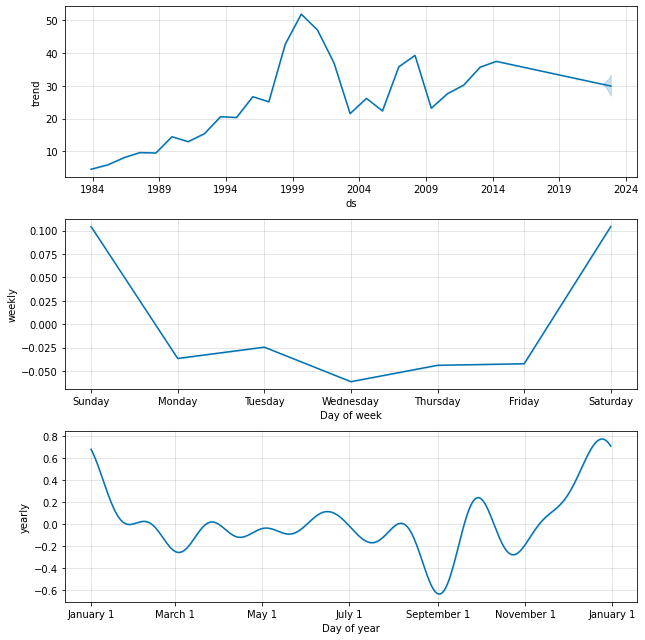 50
40
30
20
10
trend
1984 1989 1994 1999 2004 2009 2014 2019 2024
ds
0.100
0.075
0.050
0.025
0.000
−0.025
−0.050
weekly
Sunday Monday Tuesday Wednesday Thursday Friday Saturday
Day of week
0.8
0.6
0.4
0.2
0.0
−0.2
−0.4
−0.6
yearly
January 1 March 1 May 1 July 1 September 1 November 1 January 1
Day of year